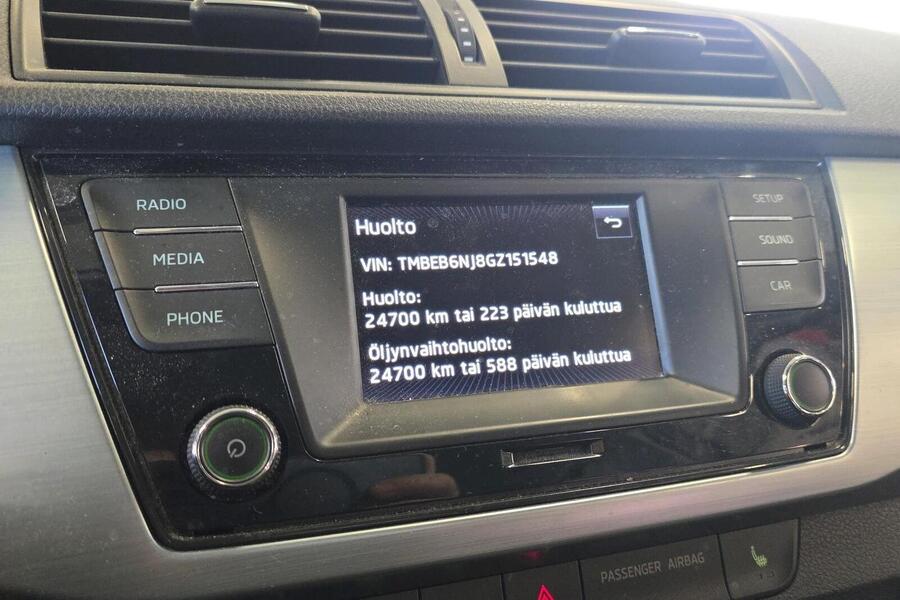 RADIO
MEDIA
PHONE
Huolto
VIN: TMBEB6NJ8GZ151548
Huolto:
24700 km tai 223 päivän kuluttua
Öljynvaihtohuolto:
24700 km tai 588 päivän kuluttua
SETUP
SOUND
CAR
PASSENGER AIRBAG